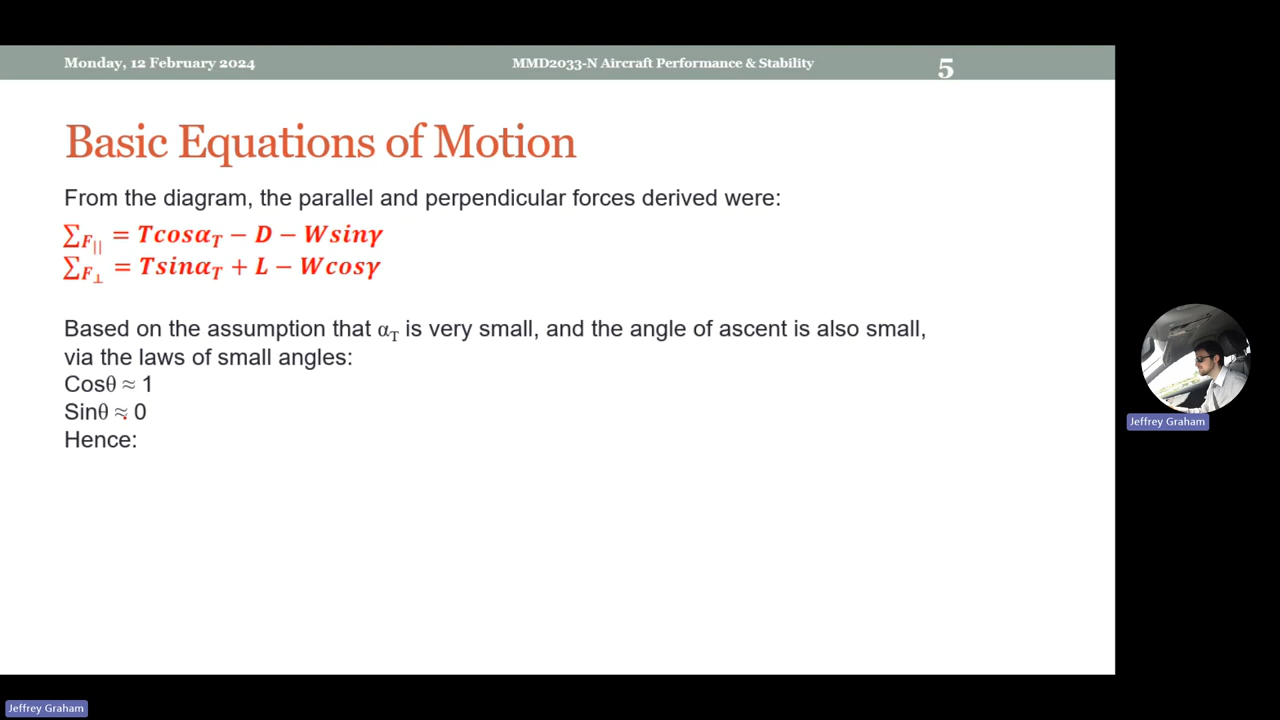 Monday, 12 February 2024 MMD2033-N Aircraft Performance & Stability 5
Basic Equations of Motion
From the diagram, the parallel and perpendicular forces derived were:
∑F|| = Tcosα_T − D − Wsinγ
∑F⊥ = Tsinα_T + L − Wcosγ
Based on the assumption that α_T is very small, and the angle of ascent is also small,
via the laws of small angles:
Cosθ ≈ 1
Sinθ ≈ 0
Hence:
Jeffrey Graham
Jeffrey Graham